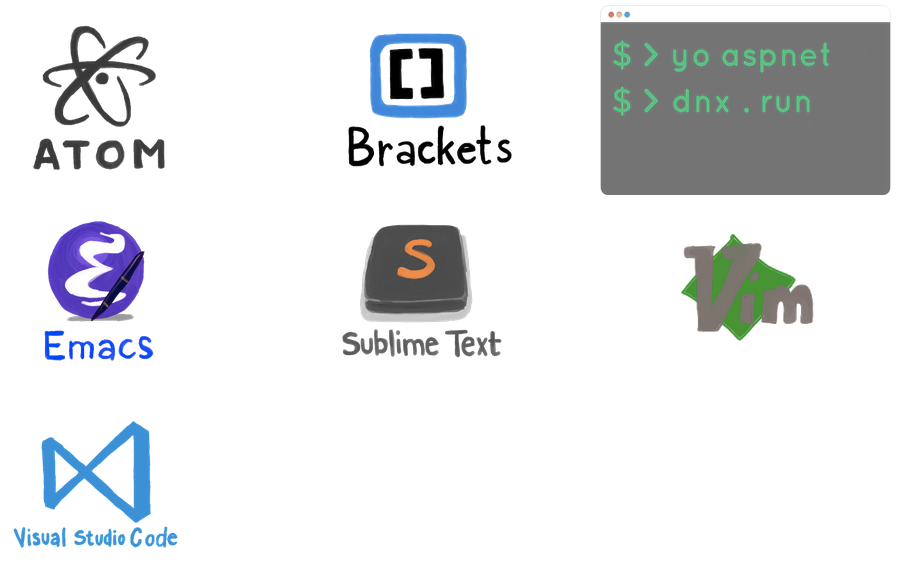 ATOM
[]
Brackets
$ > yo aspnet
$ > dnx . run
Emacs
S
Sublime Text
Vim
Visual Studio Code